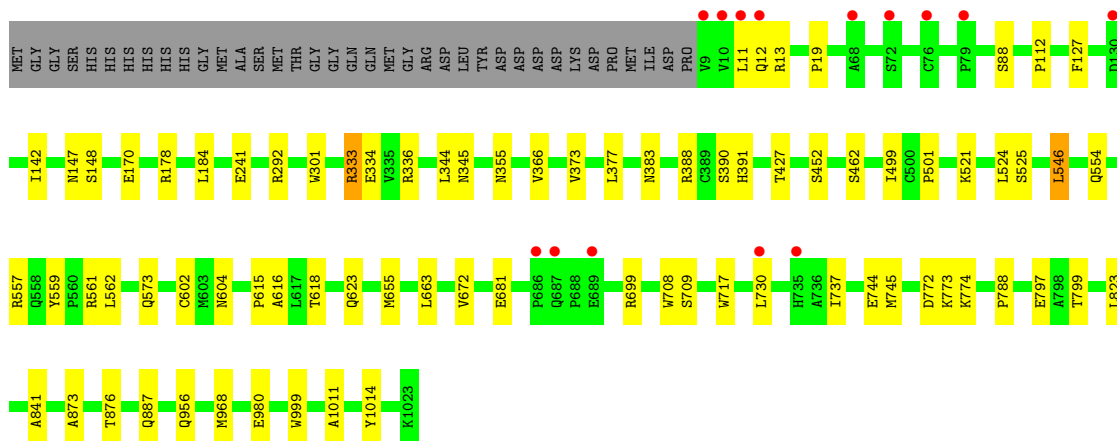 MET GLY GLY SER HIS HIS HIS HIS HIS HIS GLY MET ALA SER MET THR GLY GLY GLN GLN MET GLY ARG ASP LEU TYR ASP ASP ASP ASP LYS ASP PRO MET ILE ASP PRO V9 V10 L11 Q12 R13 P19 A68 S72 C76 P79 S88 P112 F127 D130
I142 N147 S148 E170 R178 L184 E241 R292 W301 R333 E334 V335 R336 L344 N345 N355 V366 V373 L377 N383 R388 C389 S390 H391 T427 S452 S462 I499 C500 P501 K521 L524 S525 L546 Q554
R557 Q558 Y559 P560 R561 L562 Q573 C602 M603 N604 P615 A616 L617 T618 Q623 M655 L663 V672 E681 P686 Q687 P688 E689 R699 W708 S709 W717 L730 H735 A736 I737 E744 M745 D772 K773 K774 P788 E797 A798 T799 L823
A841 A873 T876 Q887 Q956 M968 E980 W999 A1011 Y1014 K1023